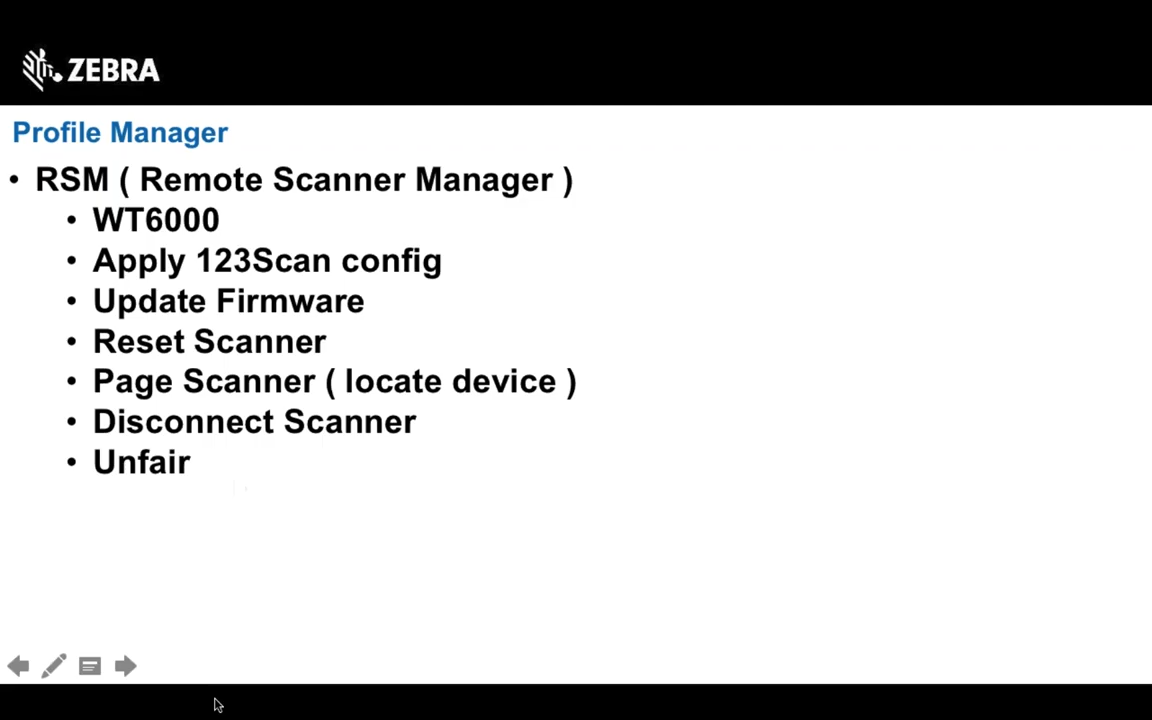 ZEBRA
Profile Manager
• RSM ( Remote Scanner Manager )
• WT6000
• Apply 123Scan config
• Update Firmware
• Reset Scanner
• Page Scanner ( locate device )
• Disconnect Scanner
• Unfair